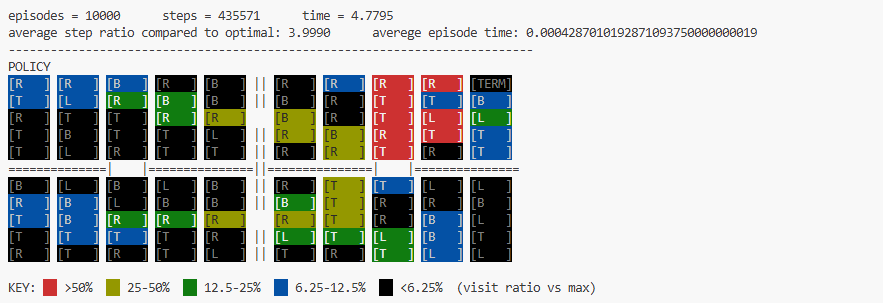 episodes = 10000      steps = 435571      time = 4.7795
average step ratio compared to optimal: 3.9990      averege episode time: 0.00042870101928710937500000000019
----------------------------------------------------------------------
POLICY
[R   ] [R   ] [B   ] [R   ] [B   ] || [R   ] [R   ] [R   ] [R   ] [TERM]
[T   ] [L   ] [R   ] [B   ] [B   ] || [B   ] [R   ] [T   ] [T   ] [B   ]
[R   ] [T   ] [T   ] [R   ] [R   ]    [B   ] [R   ] [T   ] [L   ] [L   ]
[T   ] [B   ] [T   ] [T   ] [L   ] || [R   ] [B   ] [R   ] [T   ] [T   ]
[T   ] [L   ] [R   ] [T   ] [T   ] || [R   ] [R   ] [T   ] [R   ] [T   ]
=============|   |==============||==============|   |==============
[B   ] [L   ] [B   ] [L   ] [B   ] || [R   ] [T   ] [T   ] [L   ] [L   ]
[R   ] [B   ] [L   ] [B   ] [B   ] || [B   ] [T   ] [R   ] [R   ] [B   ]
[T   ] [B   ] [R   ] [R   ] [R   ]    [R   ] [T   ] [R   ] [B   ] [L   ]
[T   ] [T   ] [T   ] [R   ] [T   ] || [L   ] [T   ] [L   ] [B   ] [T   ]
[R   ] [T   ] [R   ] [T   ] [L   ] || [T   ] [T   ] [T   ] [L   ] [L   ]
KEY: >50% 25-50% 12.5-25% 6.25-12.5% <6.25% (visit ratio vs max)